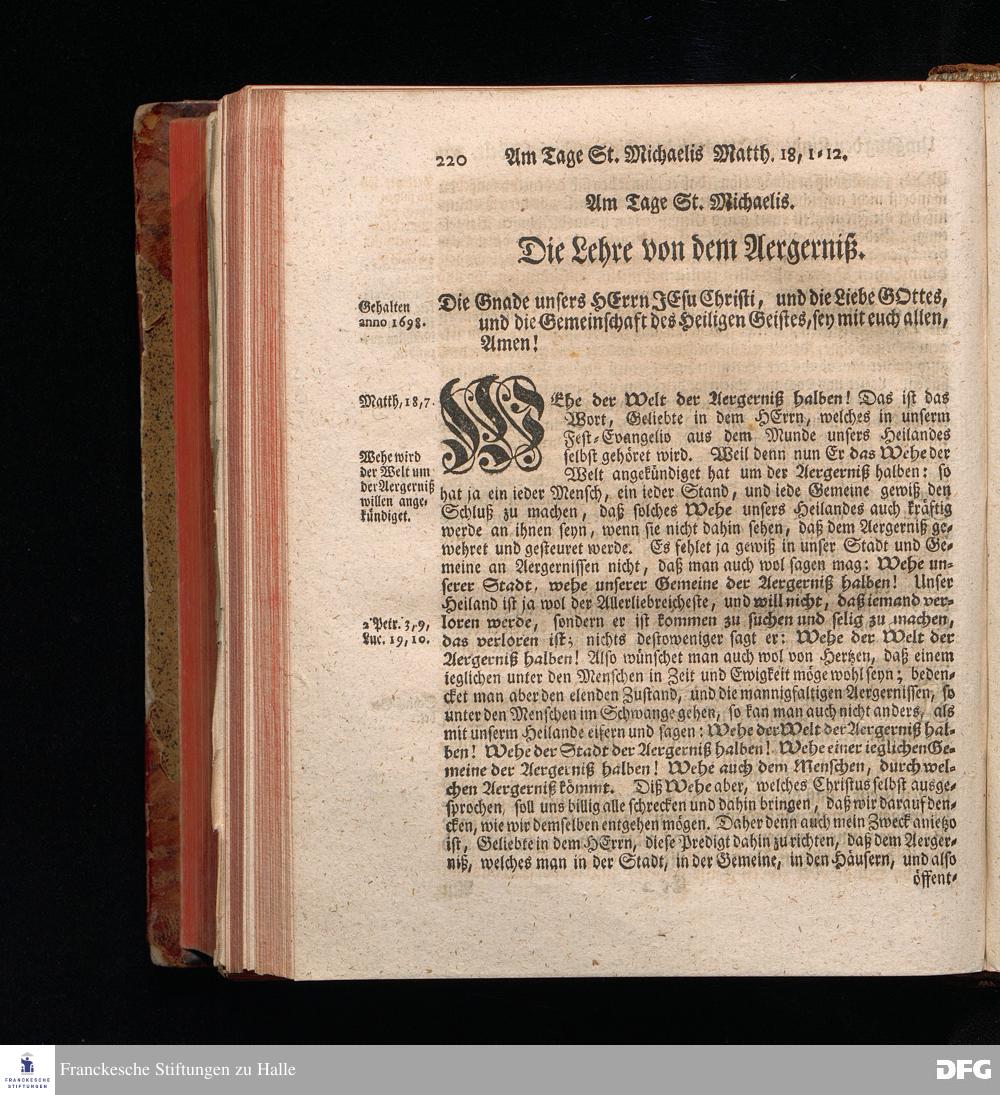 220 Am Tage St. Michaelis Matth. 18, 1-12.
Am Tage St. Michaelis.
Die Lehre von dem Aergerniß.
Gehalten
anno 1698.
Die Gnade unsers HErrn JEsu Christi, und die Liebe GOttes,
und die Gemeinschaft des Heiligen Geistes, sey mit euch allen,
Amen!
Matth, 18, 7.
WEhe der Welt der Aergerniß halben! Das ist das
Wort, Geliebte in dem HErrn, welches in unserm
Fest-Evangelio aus dem Munde unsers Heilandes
selbst gehöret wird. Weil denn nun Er das Wehe der
Welt angekündiget hat um der Aergerniß halben: so
Wehe wird
der Welt um
der Aergerniß
willen ange-
kündiget.
hat ja ein ieder Mensch, ein ieder Stand, und iede Gemeine gewiß den
Schluß zu machen, daß solches Wehe unsers Heilandes auch kräftig
werde an ihnen seyn, wenn sie nicht dahin sehen, daß dem Aergerniß ge-
wehret und gesteuret werde. Es fehlet ja gewiß in unser Stadt und Ge-
meine an Aergernissen nicht, daß man auch wol sagen mag: Wehe un-
serer Stadt, wehe unserer Gemeine der Aergerniß halben! Unser
Heiland ist ja wol der Allerliebreicheste, und will nicht, daß iemand ver-
2 Petr. 3, 9,
Luc. 19, 10.
loren werde, sondern er ist kommen zu suchen und selig zu machen,
das verloren ist; nichts destoweniger sagt er: Wehe der Welt der
Aergerniß halben! Also wünschet man auch wol von Hertzen, daß einem
ieglichen unter den Menschen in Zeit und Ewigkeit möge wohl seyn; beden-
cket man aber den elenden Zustand, und die mannigfaltigen Aergernissen, so
unter den Menschen im Schwange gehen, so kan man auch nicht anders, als
mit unserm Heilande eifern und sagen: Wehe der Welt der Aergerniß hal-
ben! Wehe der Stadt der Aergerniß halben! Wehe einer ieglichen Ge-
meine der Aergerniß halben! Wehe auch dem Menschen, durch wel-
chen Aergerniß kömmt. Diß Wehe aber, welches Christus selbst ausge-
sprochen, soll uns billig alle schrecken und dahin bringen, daß wir darauf den-
cken, wie wir demselben entgehen mögen. Daher denn auch mein Zweck anietzo
ist, Geliebte in dem HErrn, diese Predigt dahin zu richten, daß dem Aerger-
niß, welches man in der Stadt, in der Gemeine, in den Häusern, und also
öffent-
FRANCKESCHE
STIFTUNGEN
Franckesche Stiftungen zu Halle
DFG